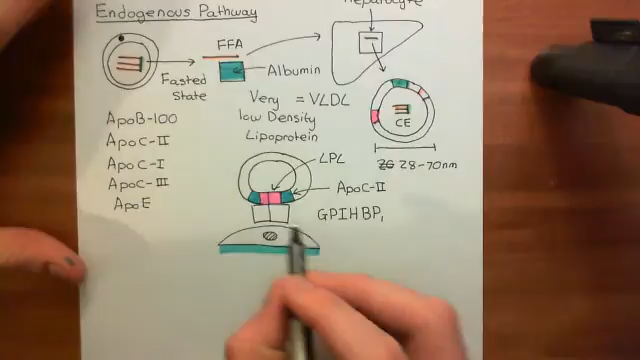 Endogenous Pathway
Hepatocyte
FFA
Albumin
Fasted
State
Very
low Density
Lipoprotein
= VLDL
CE
28-70nm
ApoB-100
ApoC-II
ApoC-I
ApoC-III
ApoE
LPL
ApoC-II
GPIHBP1